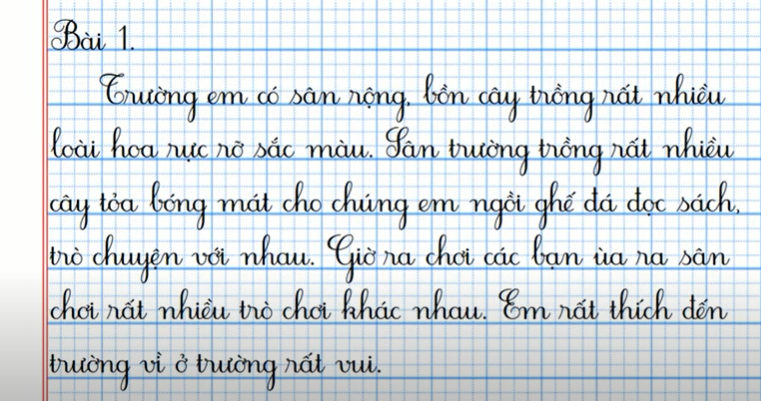 Bài 1.
Trường em có sân rộng, bồn cây trồng rất nhiều
loài hoa rực rỡ sắc màu. Sân trường trồng rất nhiều
cây tỏa bóng mát cho chúng em ngồi ghế đá đọc sách,
trò chuyện với nhau. Giờ ra chơi các bạn ùa ra sân
chơi rất nhiều trò chơi khác nhau. Em rất thích đến
trường vì ở trường rất vui.